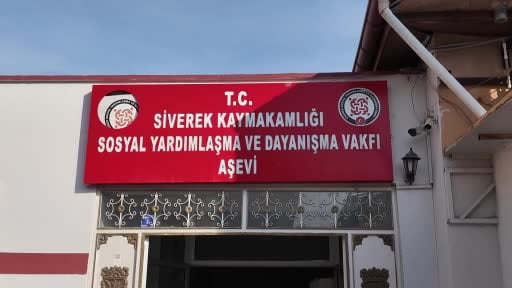 T.C.
SİVEREK KAYMAKAMLIĞI
SOSYAL YARDIMLAŞMA VE DAYANIŞMA VAKFI
AŞEVİ